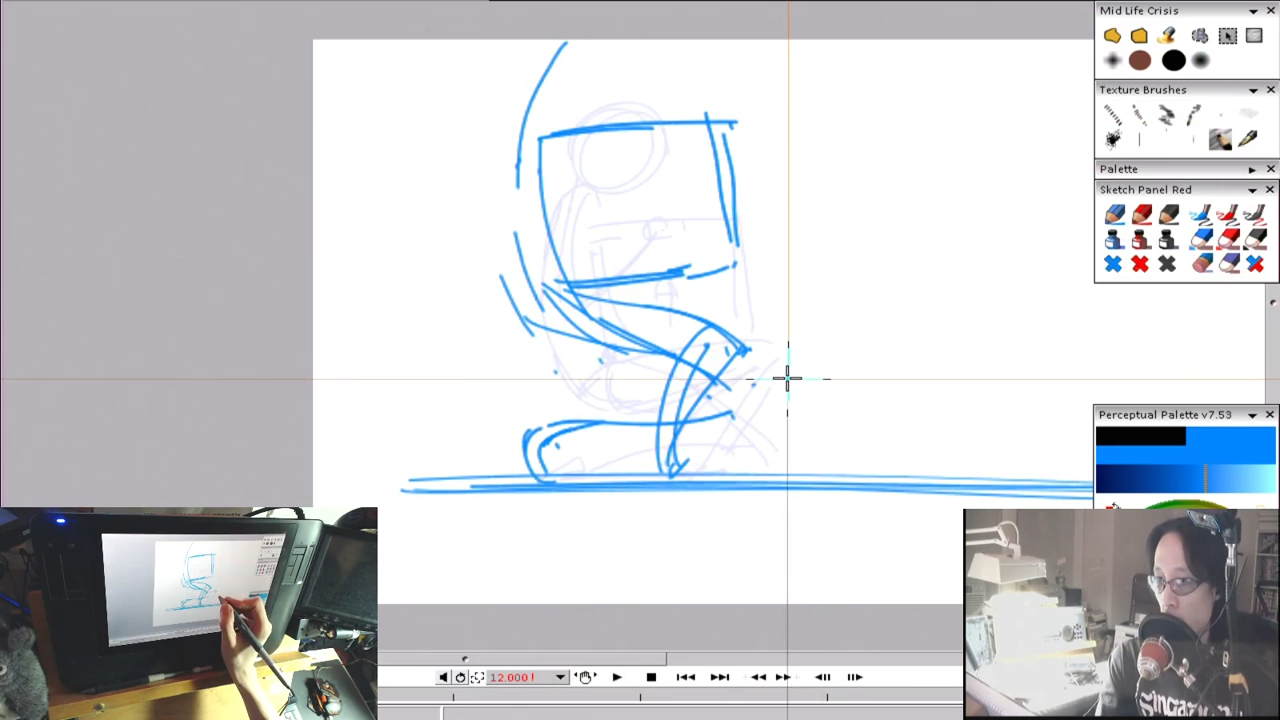 Mid Life Crisis
Texture Brushes
Palette
Sketch Panel Red
Perceptual Palette v7.53
12.000 !